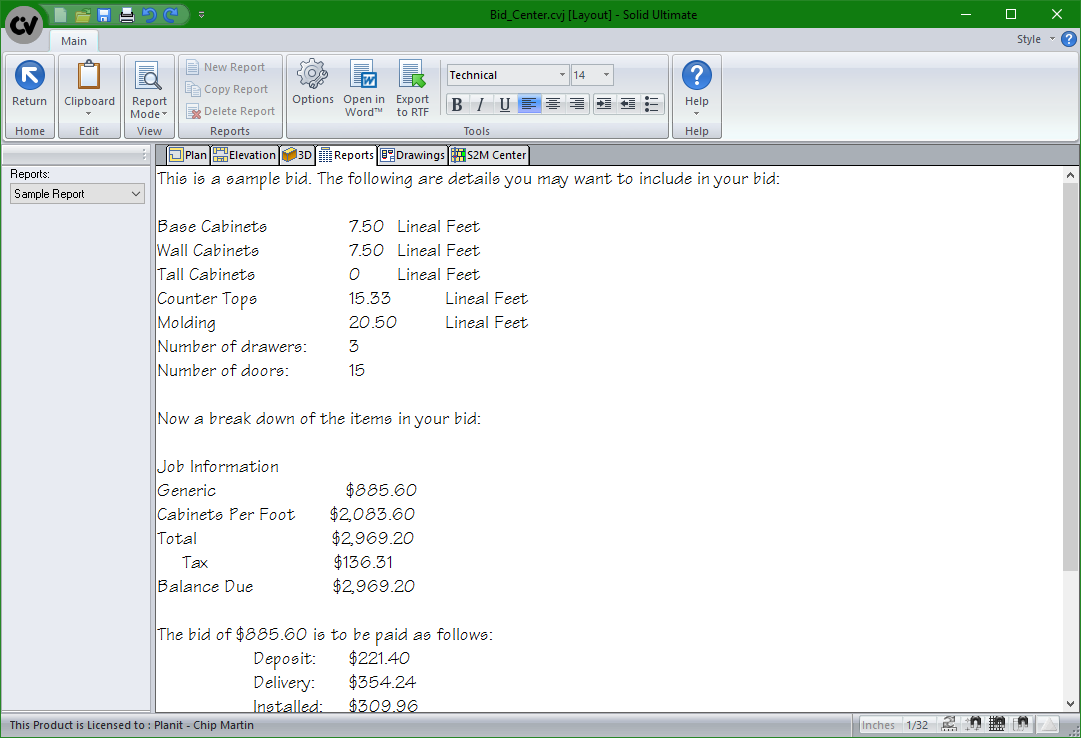 CV
Bid_Center.cvj [Layout] - Solid Ultimate
Main
Style
Return
Home
Clipboard
Edit
Report Mode
View
New Report
Copy Report
Delete Report
Reports
Options
Open in Word™
Export to RTF
Technical 14
B I U
Tools
Help
Help
Plan Elevation 3D Reports Drawings S2M Center
Reports:
Sample Report
This is a sample bid. The following are details you may want to include in your bid:
Base Cabinets 7.50 Lineal Feet
Wall Cabinets 7.50 Lineal Feet
Tall Cabinets 0 Lineal Feet
Counter Tops 15.33 Lineal Feet
Molding 20.50 Lineal Feet
Number of drawers: 3
Number of doors: 15
Now a break down of the items in your bid:
Job Information
Generic $885.60
Cabinets Per Foot $2,083.60
Total $2,969.20
Tax $136.31
Balance Due $2,969.20
The bid of $885.60 is to be paid as follows:
Deposit: $221.40
Delivery: $354.24
Installed: $309.96
This Product is Licensed to : Planit - Chip Martin
Inches 1/32